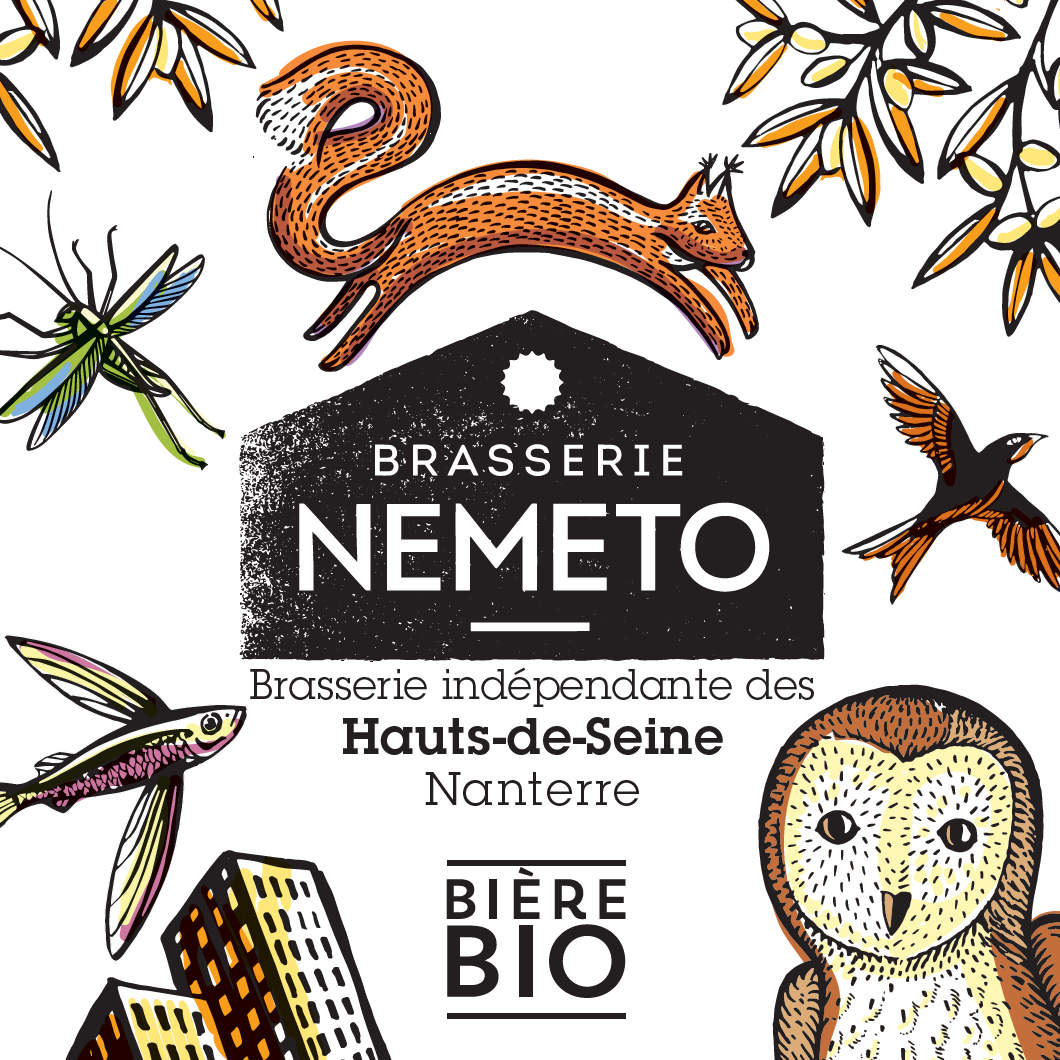 BRASSERIE
NEMETO
Brasserie indépendante des
Hauts-de-Seine
Nanterre
BIÈRE
BIO